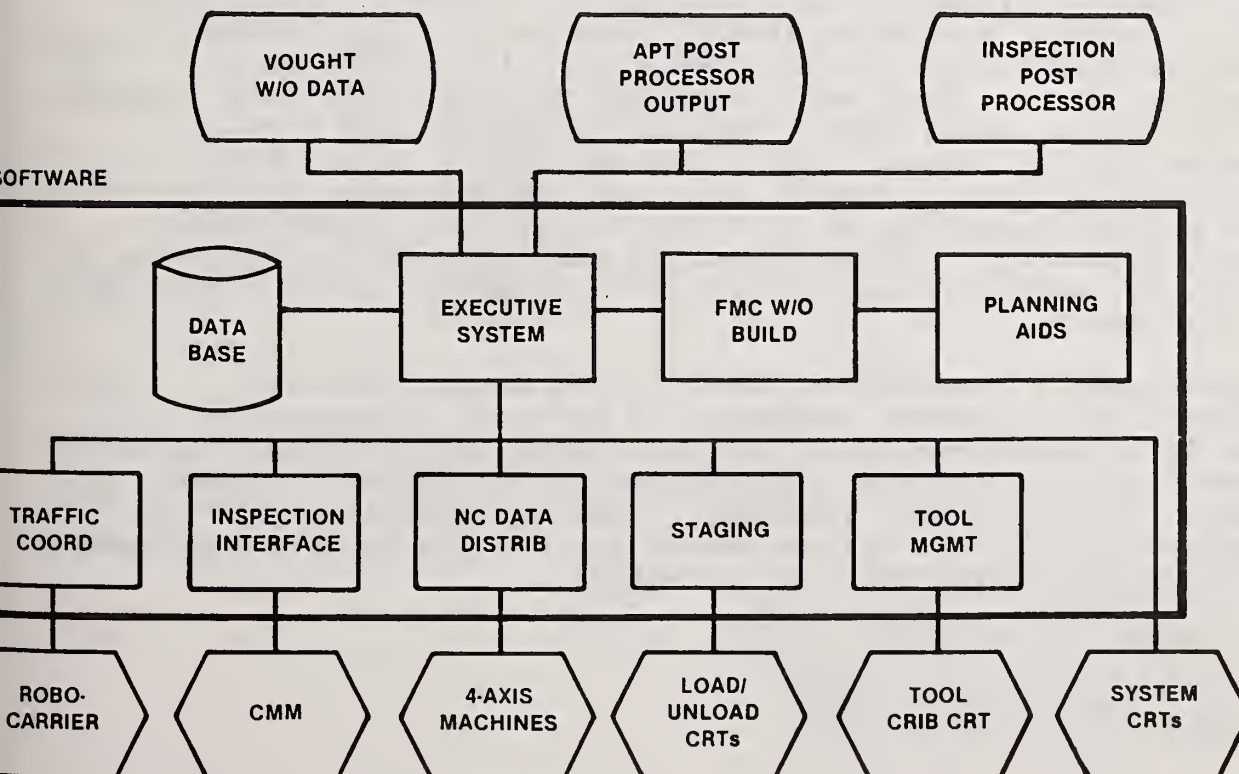 VOUGHT
W/O DATA
APT POST
PROCESSOR
OUTPUT
INSPECTION
POST
PROCESSOR
SOFTWARE
DATA
BASE
EXECUTIVE
SYSTEM
FMC W/O
BUILD
PLANNING
AIDS
TRAFFIC
COORD
INSPECTION
INTERFACE
NC DATA
DISTRIB
STAGING
TOOL
MGMT
ROBO-
CARRIER
CMM
4-AXIS
MACHINES
LOAD/
UNLOAD
CRTs
TOOL
CRIB CRT
SYSTEM
CRTs